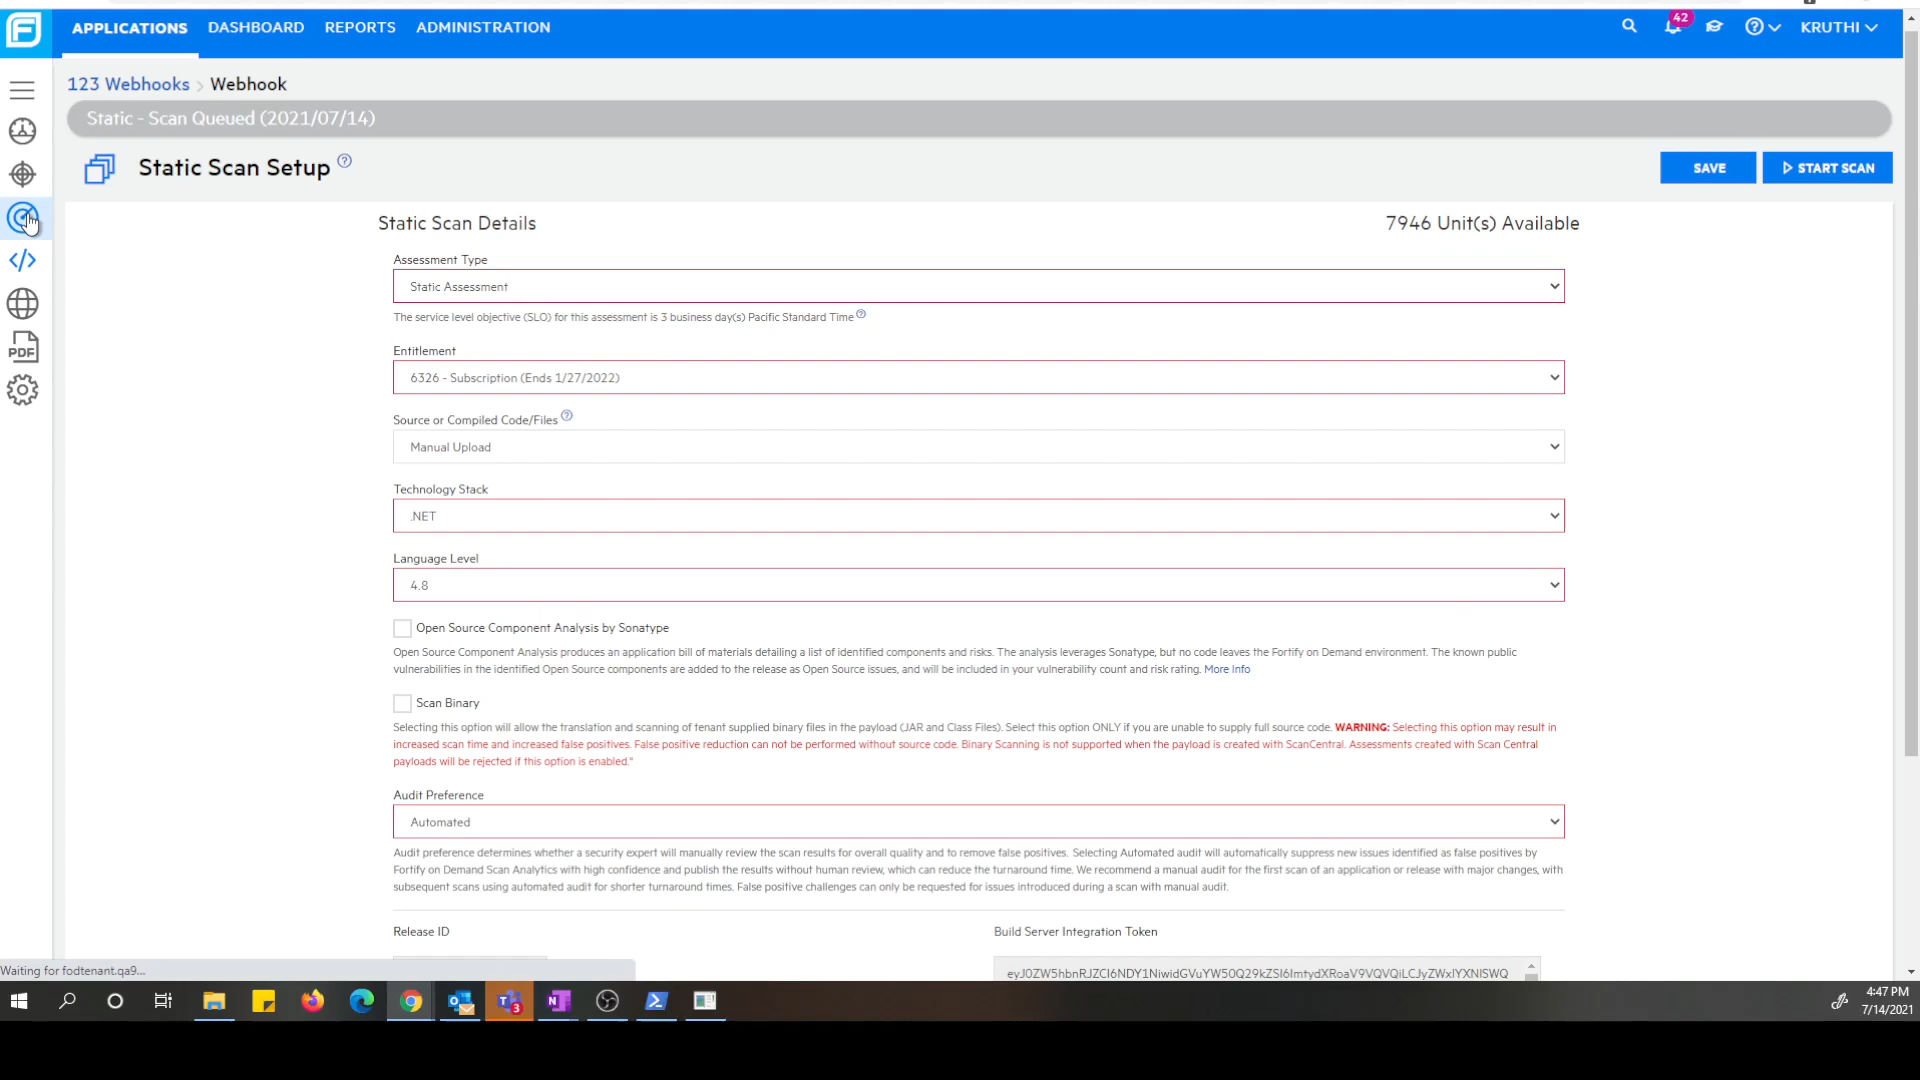 APPLICATIONS DASHBOARD REPORTS ADMINISTRATION 42 KRUTHI
123 Webhooks > Webhook
Static - Scan Queued (2021/07/14)
Static Scan Setup ? SAVE START SCAN
Static Scan Details 7946 Unit(s) Available
Assessment Type
Static Assessment
The service level objective (SLO) for this assessment is 3 business day(s) Pacific Standard Time ?
Entitlement
6326 - Subscription (Ends 1/27/2022)
Source or Compiled Code/Files ?
Manual Upload
Technology Stack
.NET
Language Level
4.8
Open Source Component Analysis by Sonatype
Open Source Component Analysis produces an application bill of materials detailing a list of identified components and risks. The analysis leverages Sonatype, but no code leaves the Fortify on Demand environment. The known public
vulnerabilities in the identified Open Source components are added to the release as Open Source issues, and will be included in your vulnerability count and risk rating. More Info
Scan Binary
Selecting this option will allow the translation and scanning of tenant supplied binary files in the payload (JAR and Class Files). Select this option ONLY if you are unable to supply full source code. WARNING: Selecting this option may result in
increased scan time and increased false positives. False positive reduction can not be performed without source code. Binary Scanning is not supported when the payload is created with ScanCentral. Assessments created with Scan Central
payloads will be rejected if this option is enabled."
Audit Preference
Automated
Audit preference determines whether a security expert will manually review the scan results for overall quality and to remove false positives. Selecting Automated audit will automatically suppress new issues identified as false positives by
Fortify on Demand Scan Analytics with high confidence and publish the results without human review, which can reduce the turnaround time. We recommend a manual audit for the first scan of an application or release with major changes, with
subsequent scans using automated audit for shorter turnaround times. False positive challenges can only be requested for issues introduced during a scan with manual audit.
Release ID Build Server Integration Token
Waiting for fodtenant.qa9...
PDF
4:47 PM
7/14/2021